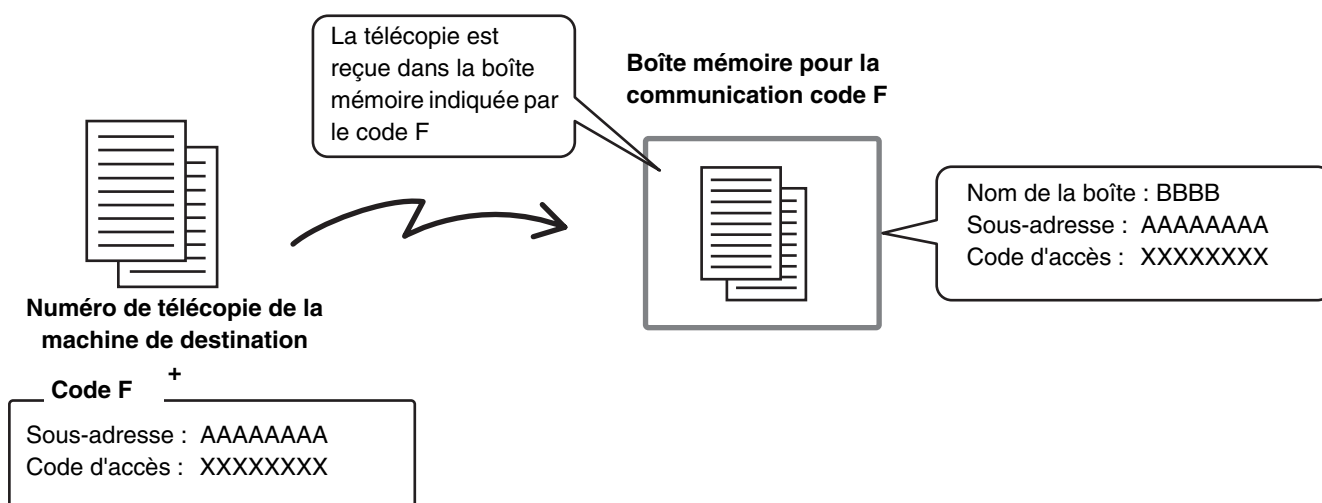 La télécopie est
reçue dans la boîte
mémoire indiquée par
le code F
Boîte mémoire pour la
communication code F
Nom de la boîte : BBBB
Sous-adresse : AAAAAAAA
Code d'accès : XXXXXXXX
Numéro de télécopie de la
machine de destination
+
Code F
Sous-adresse : AAAAAAAA
Code d'accès : XXXXXXXX